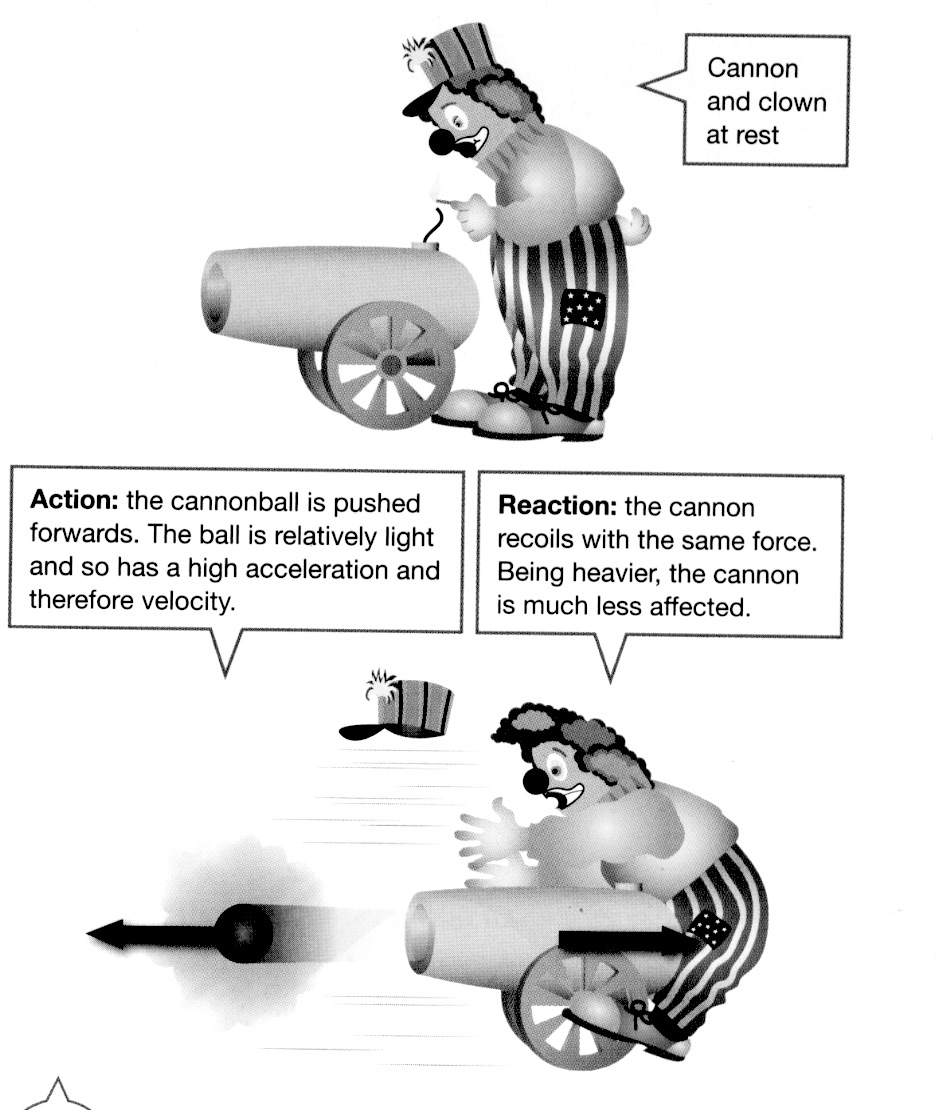 Cannon
and clown
at rest
Action: the cannonball is pushed
forwards. The ball is relatively light
and so has a high acceleration and
therefore velocity.
Reaction: the cannon
recoils with the same force.
Being heavier, the cannon
is much less affected.